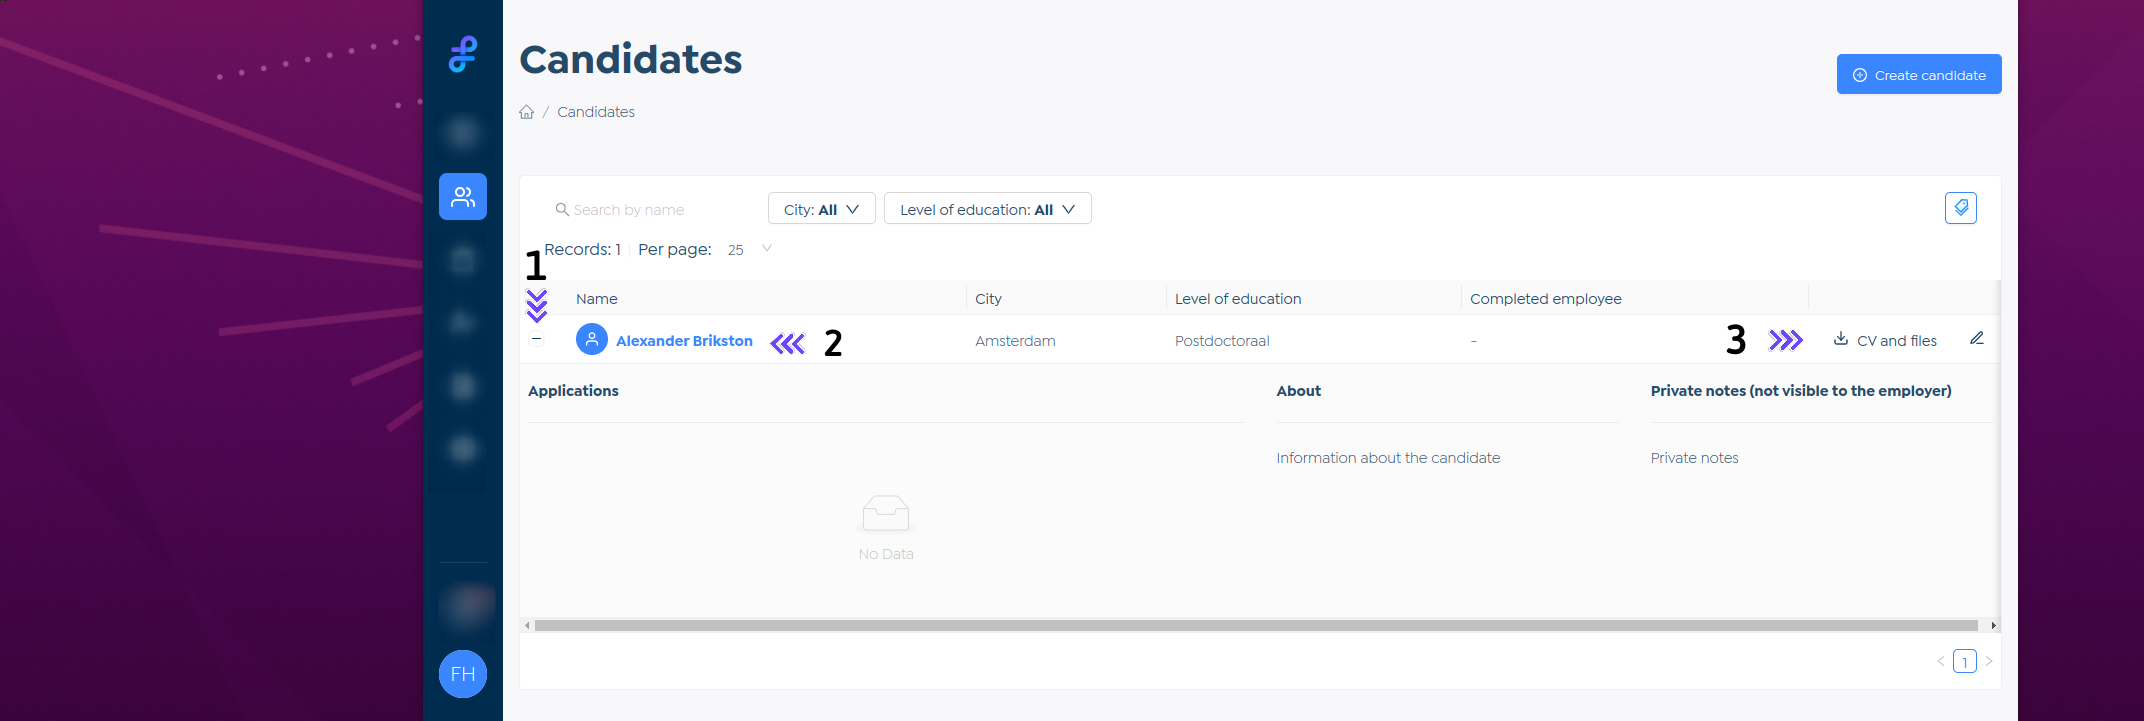 Candidates
Create candidate
/ Candidates
Search by name
City: All
Level of education: All
Records: 1
Per page: 25
1
Name
City
Level of education
Completed employee
Alexander Brikston
2
Amsterdam
Postdoctoraal
-
3
CV and files
Applications
About
Private notes (not visible to the employer)
Information about the candidate
Private notes
No Data
FH
< 1 >